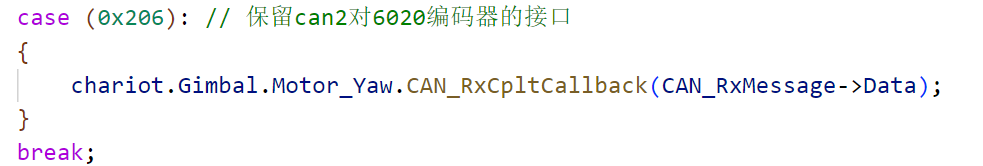 case (0x206): // 保留can2对6020编码器的接口
{
    chariot.Gimbal.Motor_Yaw.CAN_RxCpltCallback(CAN_RxMessage->Data);
}
break;